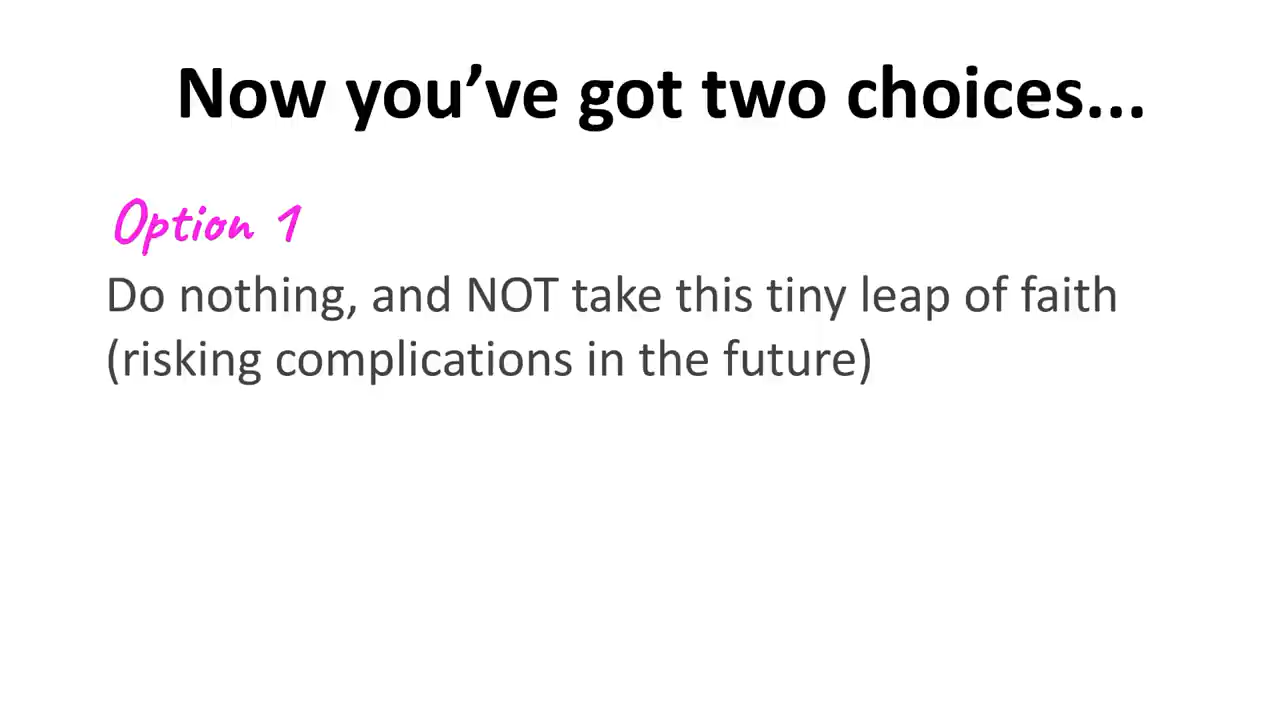 Now you’ve got two choices...
Option 1
Do nothing, and NOT take this tiny leap of faith
(risking complications in the future)